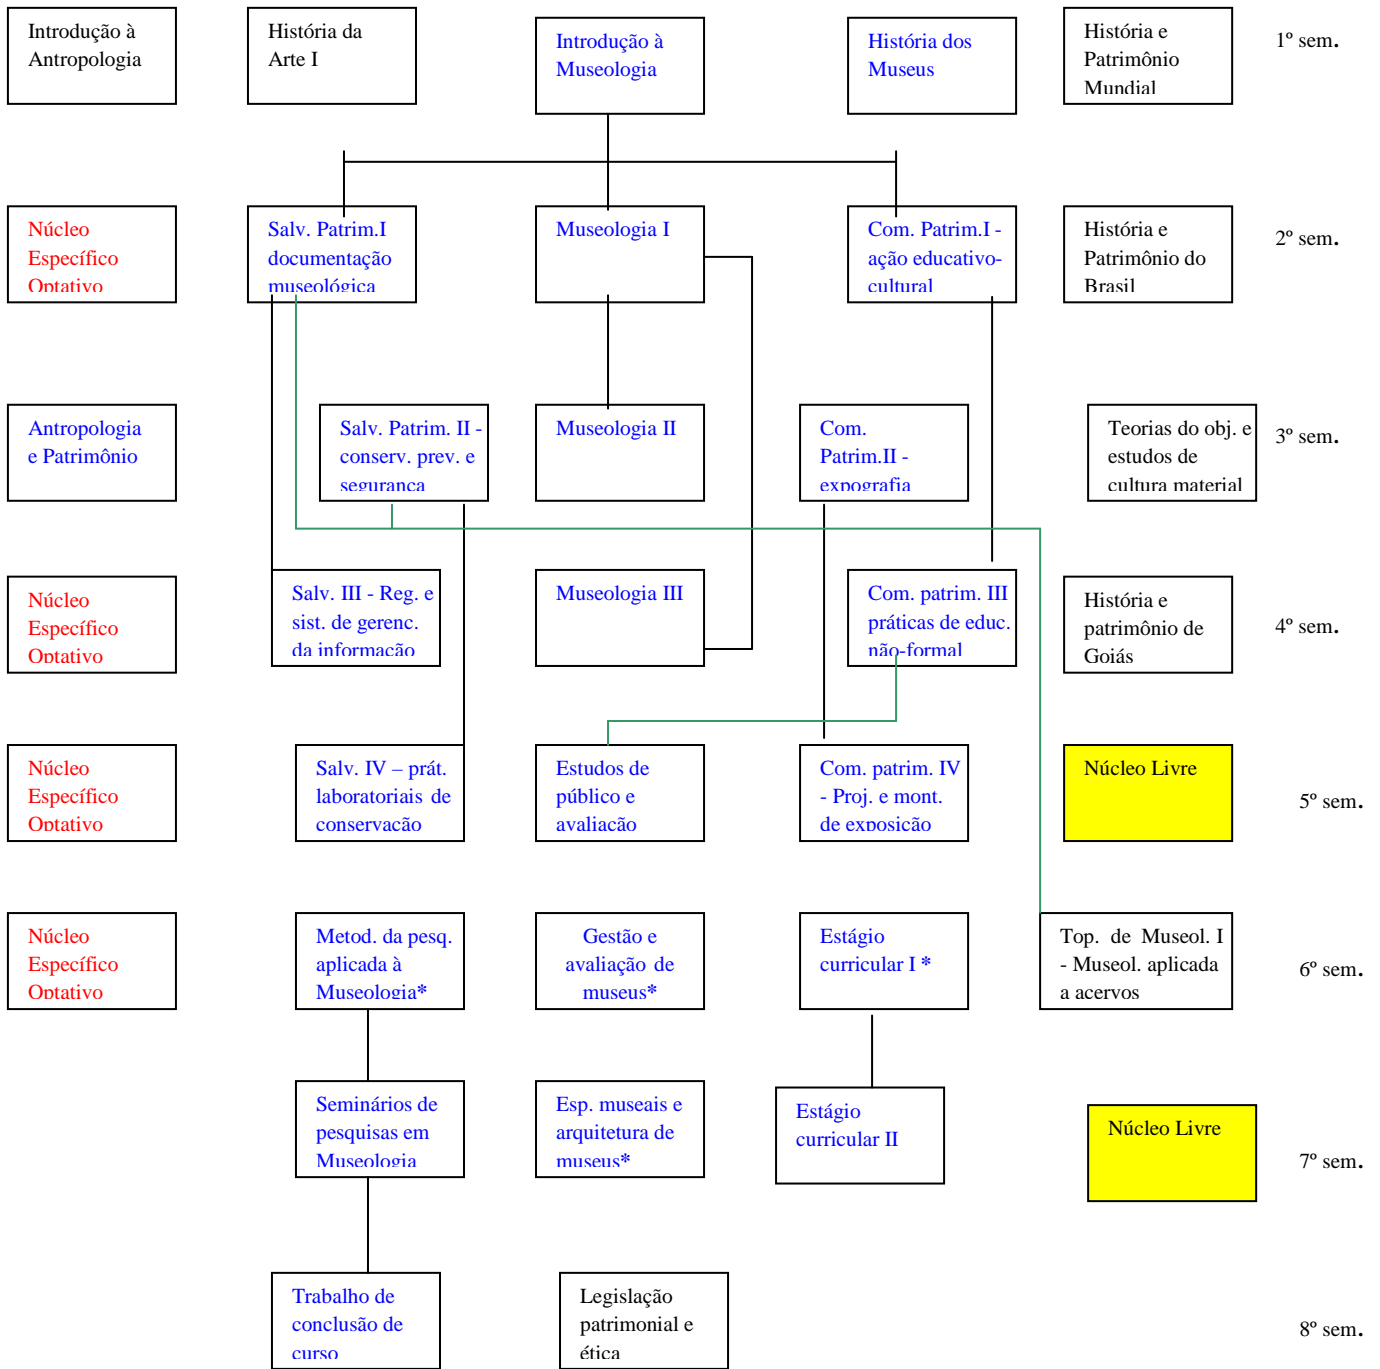 Introdução à
Antropologia
História da
Arte I
Introdução à
Museologia
História dos
Museus
História e
Patrimônio
Mundial
1º sem.
Núcleo
Específico
Optativo
Salv. Patrim.I
documentação
museológica
Museologia I
Com. Patrim.I -
ação educativo-
cultural
História e
Patrimônio do
Brasil
2º sem.
Antropologia
e Patrimônio
Salv. Patrim. II -
conserv. prev. e
segurança
Museologia II
Com.
Patrim.II -
expografia
Teorias do obj. e
estudos de
cultura material
3º sem.
Núcleo
Específico
Optativo
Salv. III - Reg. e
sist. de gerenc.
da informação
Museologia III
Com. patrim. III
práticas de educ.
não-formal
História e
patrimônio de
Goiás
4º sem.
Núcleo
Específico
Optativo
Salv. IV – prát.
laboratoriais de
conservação
Estudos de
público e
avaliação
Com. patrim. IV
- Proj. e mont.
de exposição
Núcleo Livre
5º sem.
Núcleo
Específico
Optativo
Metod. da pesq.
aplicada à
Museologia*
Gestão e
avaliação de
museus*
Estágio
curricular I *
Top. de Museol. I
- Museol. aplicada
a acervos
6º sem.
Seminários de
pesquisas em
Museologia
Esp. museais e
arquitetura de
museus*
Estágio
curricular II
Núcleo Livre
7º sem.
Trabalho de
conclusão de
curso
Legislação
patrimonial e
ética
8º sem.